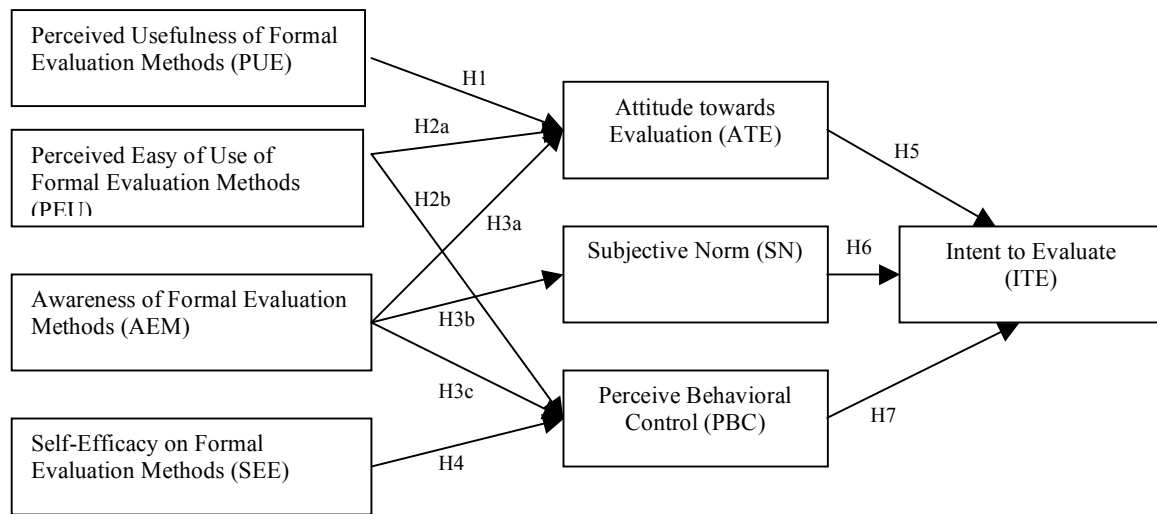 Perceived Usefulness of Formal
Evaluation Methods (PUE)
H1
Attitude towards
Evaluation (ATE)
H2a
Perceived Easy of Use of
Formal Evaluation Methods
(PEU)
H5
H2b
H3a
Subjective Norm (SN)
H6
Intent to Evaluate
(ITE)
Awareness of Formal Evaluation
Methods (AEM)
H3b
H3c
Perceive Behavioral
Control (PBC)
H7
Self-Efficacy on Formal
Evaluation Methods (SEE)
H4